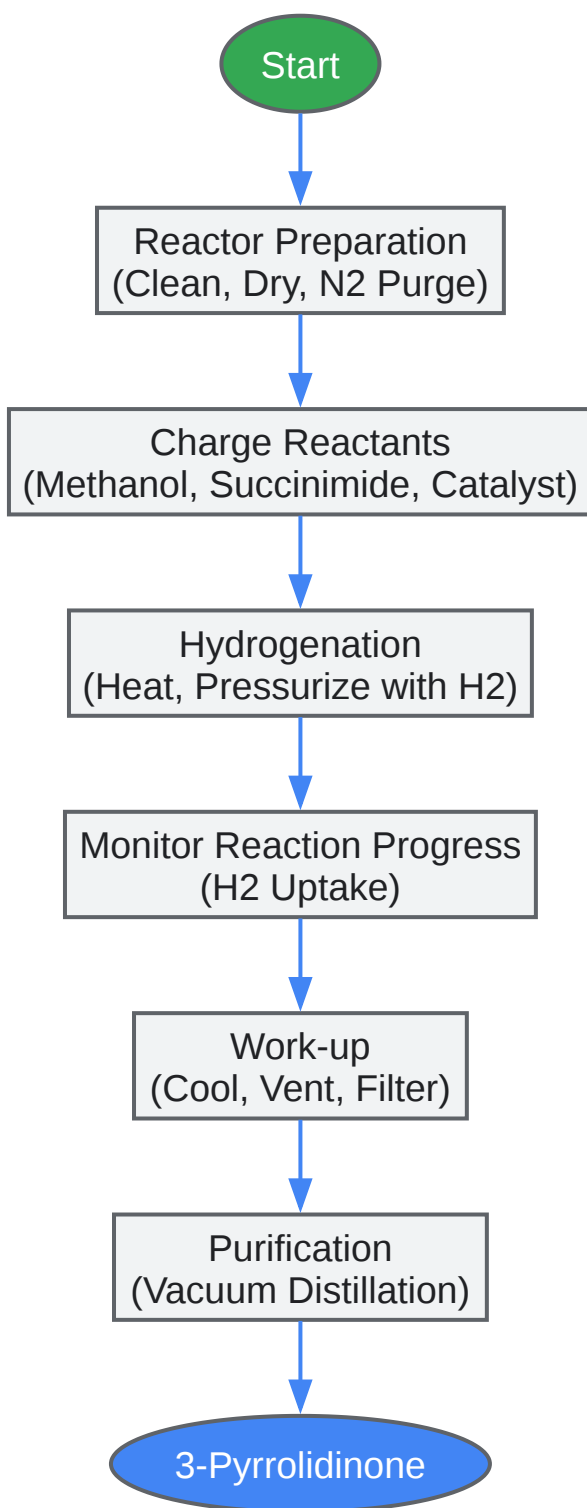 Start
Reactor Preparation
(Clean, Dry, N2 Purge)
Charge Reactants
(Methanol, Succinimide, Catalyst)
Hydrogenation
(Heat, Pressurize with H2)
Monitor Reaction Progress
(H2 Uptake)
Work-up
(Cool, Vent, Filter)
Purification
(Vacuum Distillation)
3-Pyrrolidinone